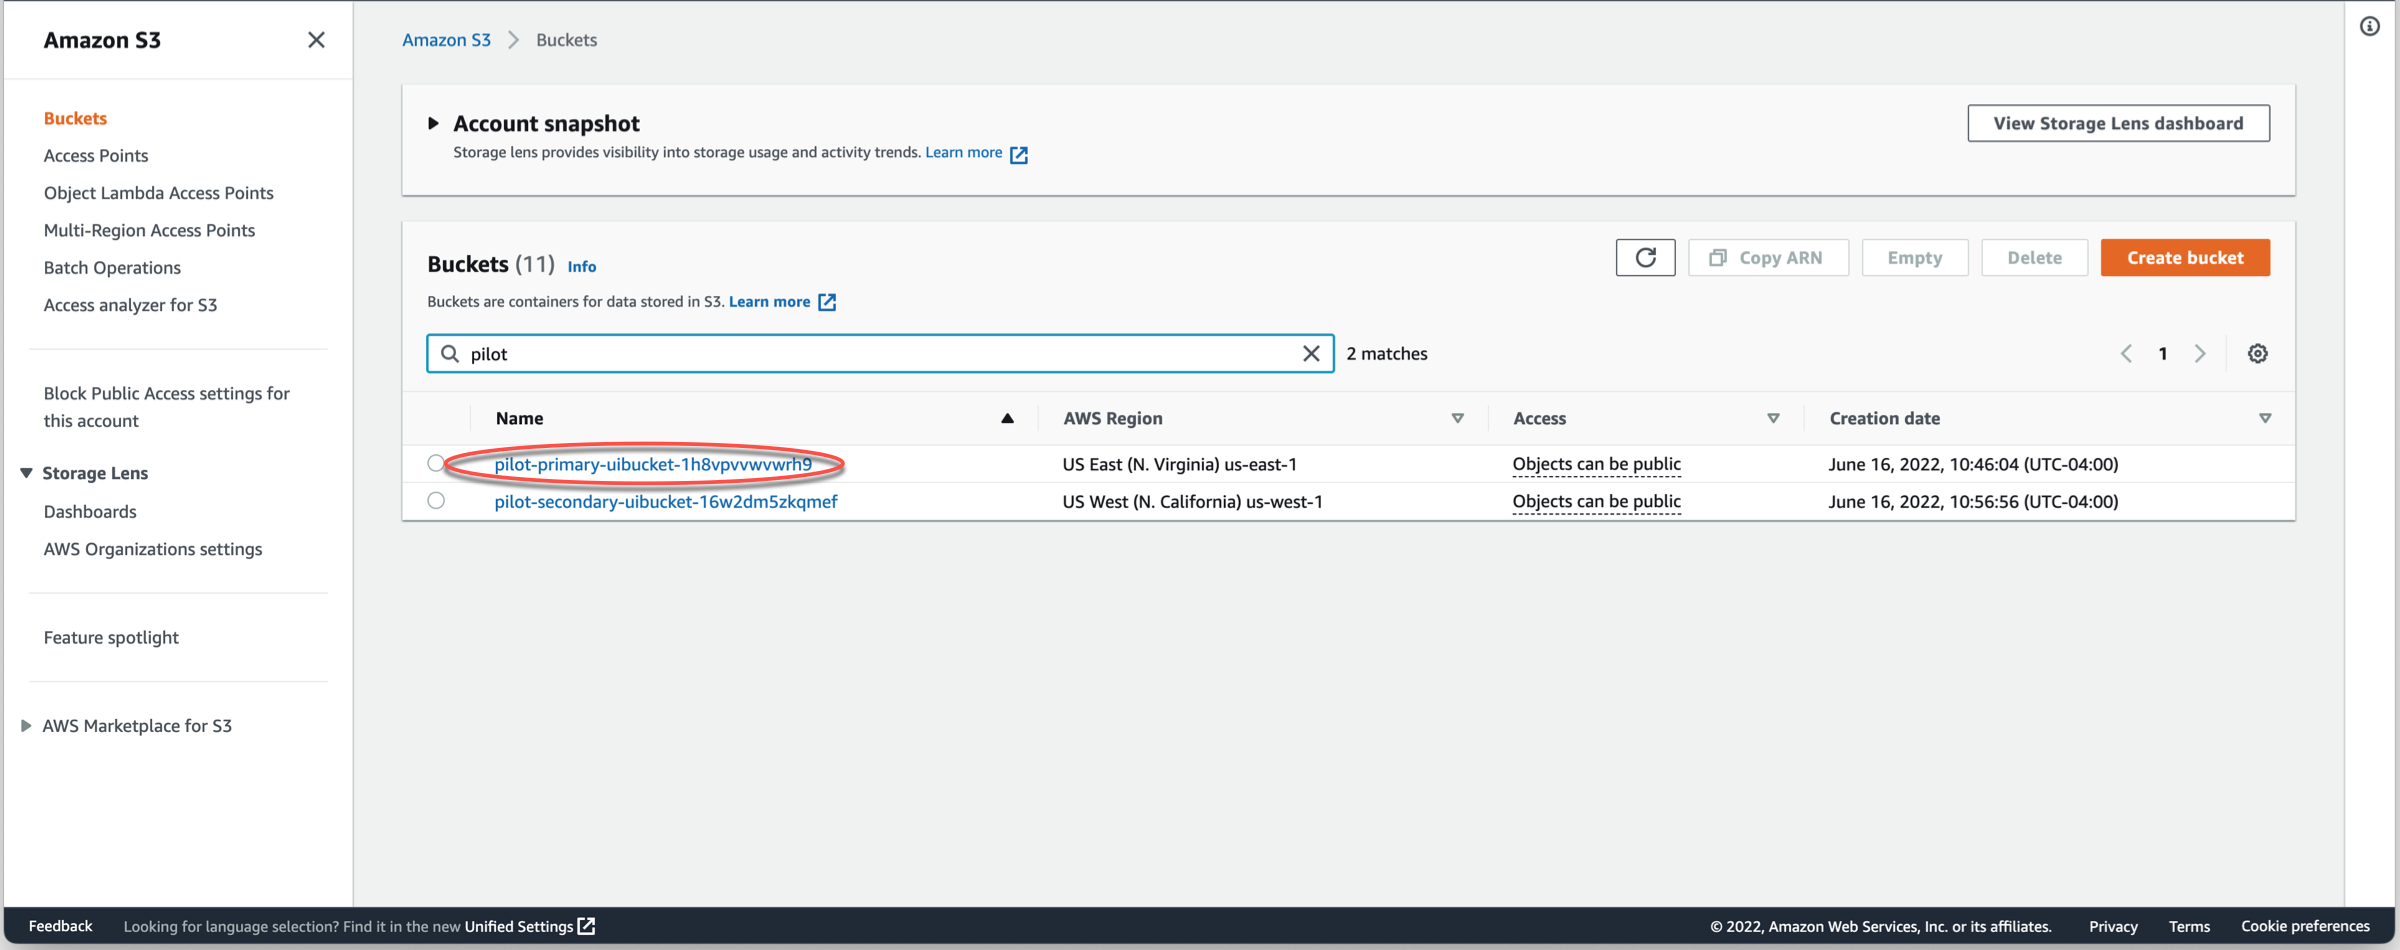 Amazon S3
Buckets
Access Points
Object Lambda Access Points
Multi-Region Access Points
Batch Operations
Access analyzer for S3
Block Public Access settings for
this account
Storage Lens
Dashboards
AWS Organizations settings
Feature spotlight
AWS Marketplace for S3
Amazon S3 Buckets
Account snapshot
Storage lens provides visibility into storage usage and activity trends. Learn more
View Storage Lens dashboard
Buckets (11) Info
Buckets are containers for data stored in S3. Learn more
Copy ARN Empty Delete Create bucket
pilot 2 matches 1
Name AWS Region Access Creation date
pilot-primary-uibucket-1h8vpvvwvwrh9 US East (N. Virginia) us-east-1 Objects can be public June 16, 2022, 10:46:04 (UTC-04:00)
pilot-secondary-uibucket-16w2dm5zkqmef US West (N. California) us-west-1 Objects can be public June 16, 2022, 10:56:56 (UTC-04:00)
Feedback Looking for language selection? Find it in the new Unified Settings © 2022, Amazon Web Services, Inc. or its affiliates. Privacy Terms Cookie preferences